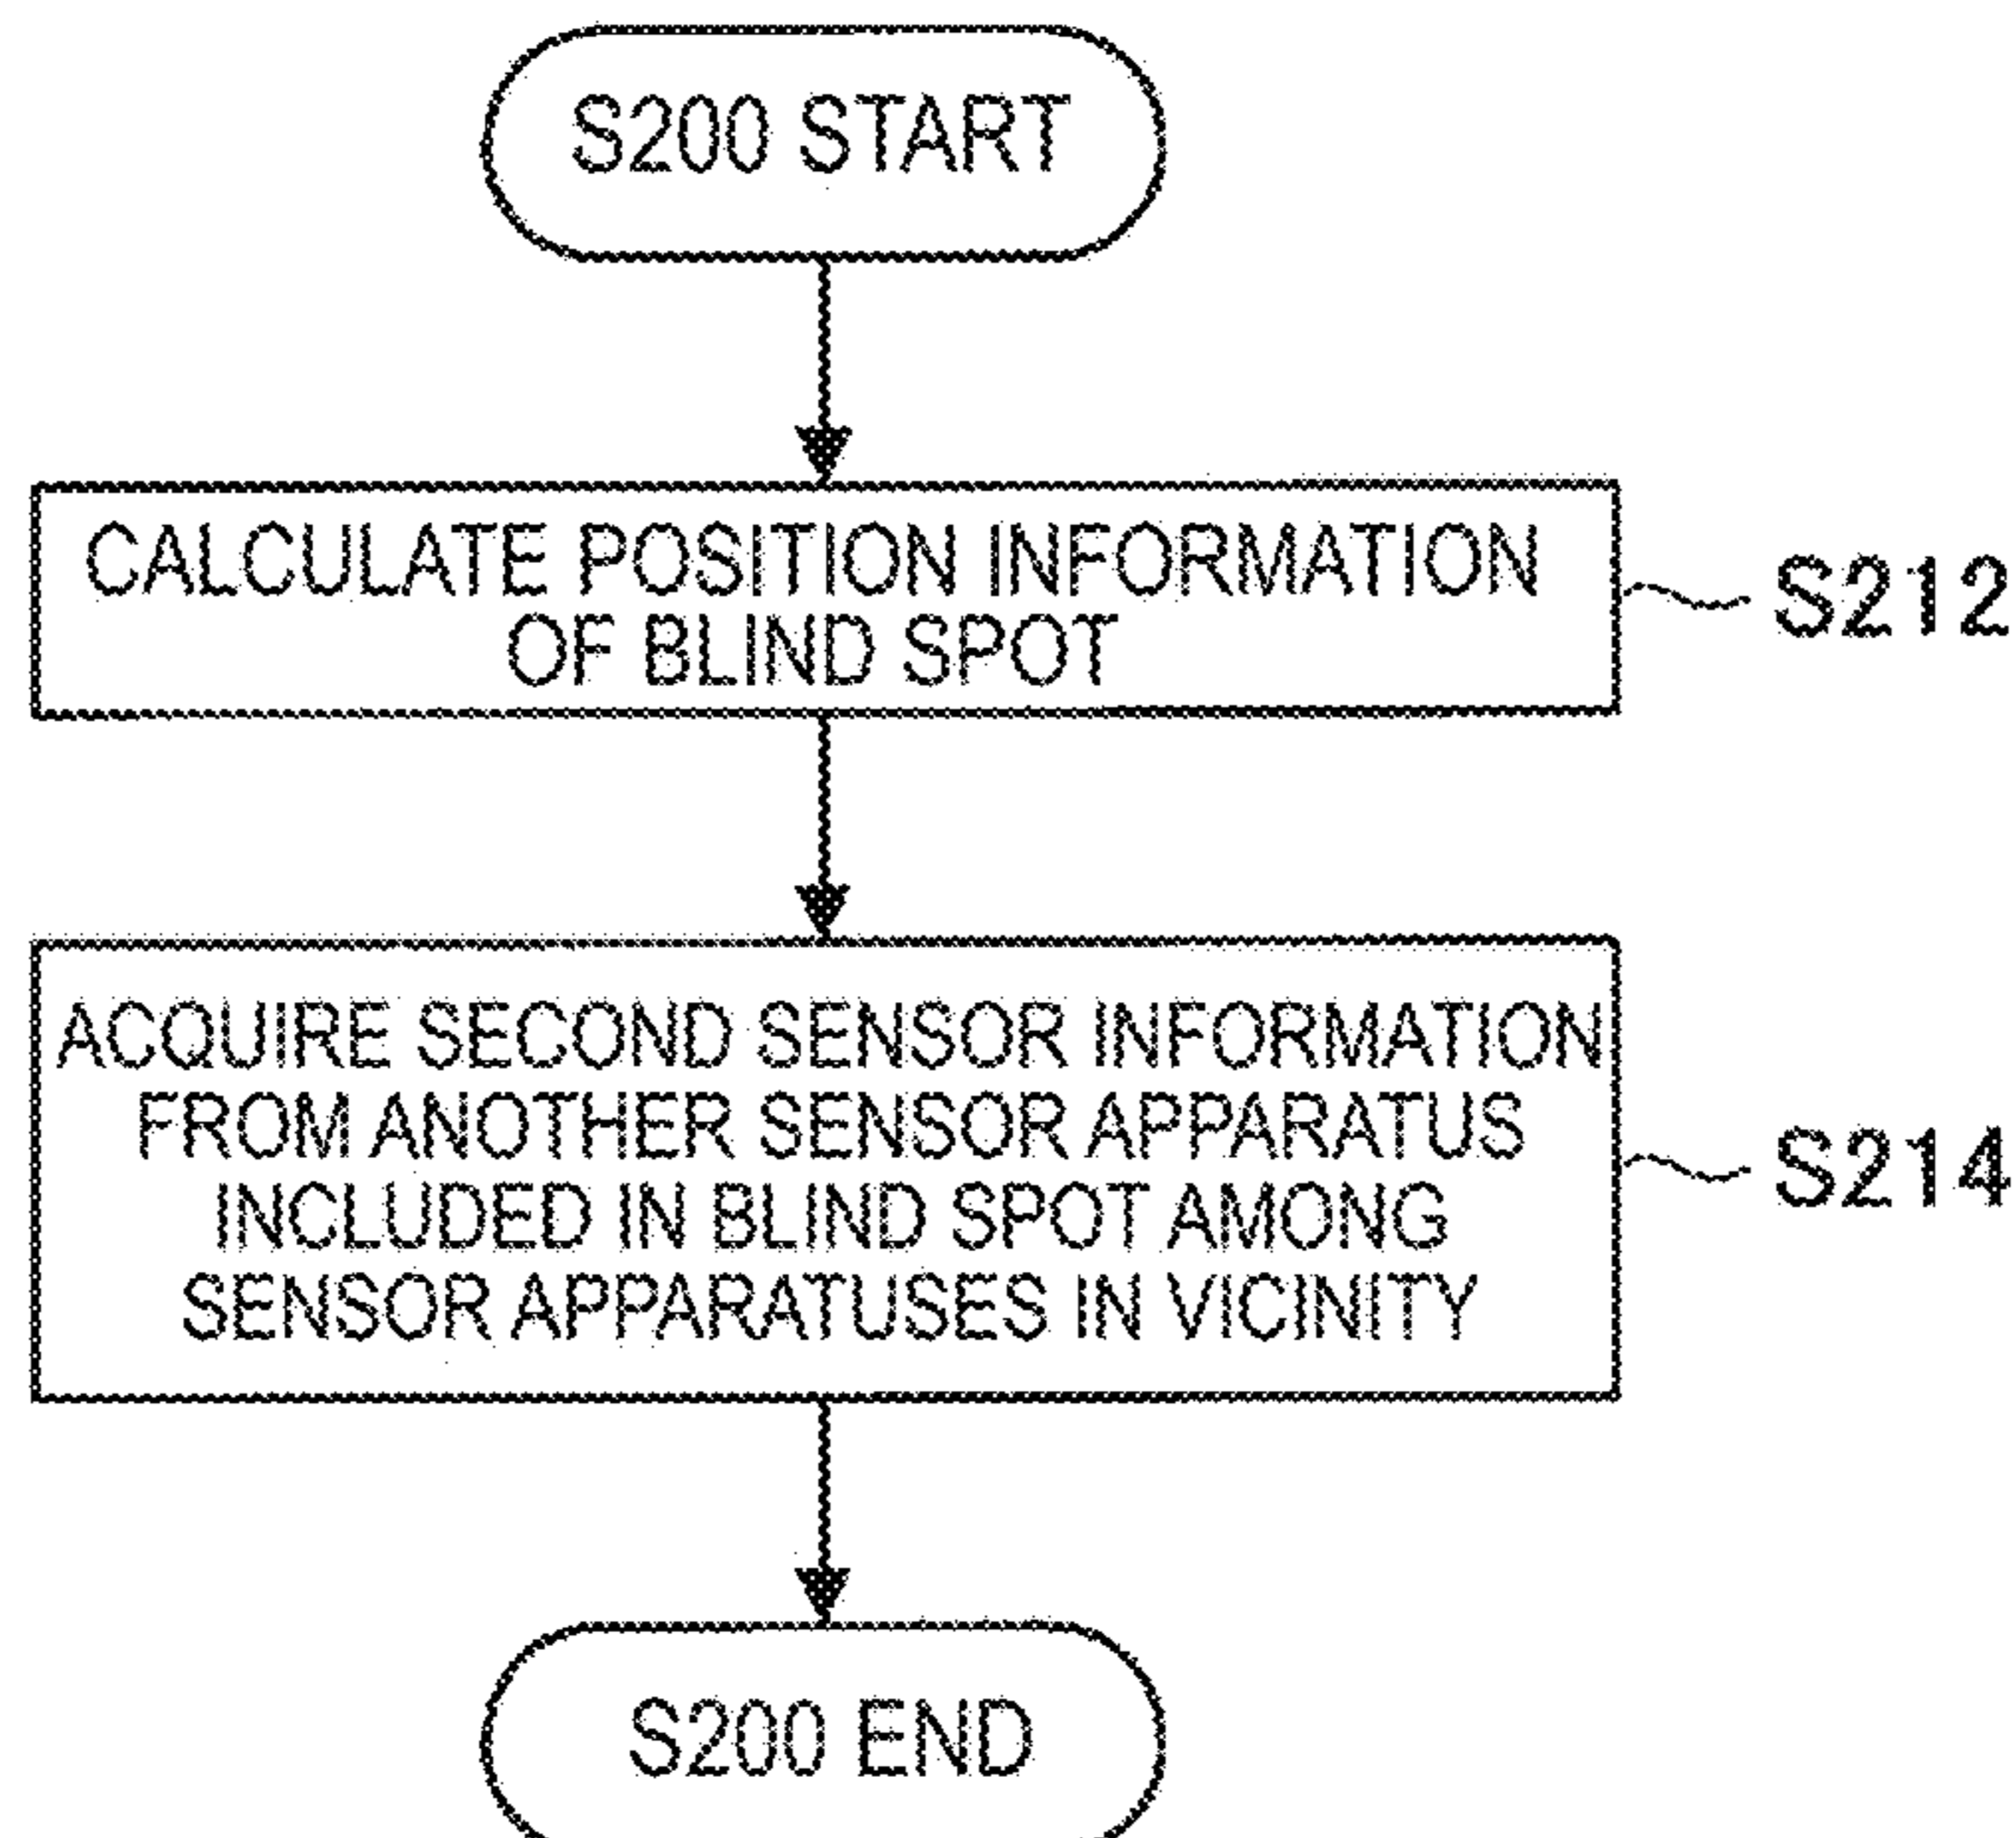 S200 START
CALCULATE POSITION INFORMATION
OF BLIND SPOT
S212
ACQUIRE SECOND SENSOR INFORMATION
FROM ANOTHER SENSOR APPARATUS
INCLUDED IN BLIND SPOT AMONG
SENSOR APPARATUSES IN VICINITY
S214
S200 END